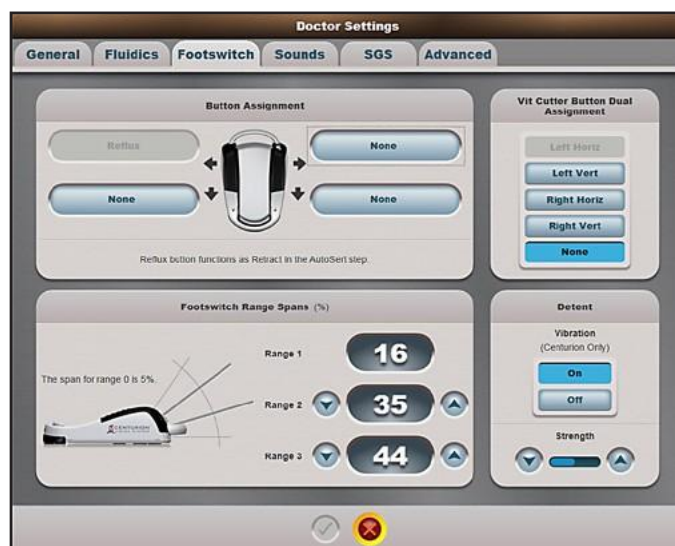 Doctor Settings
General Fluidics Footswitch Sounds SGS Advanced
Button Assignment
Reflux
None
None
None
Reflux button functions as Retract in the AutoSert step.
Vit Cutter Button Dual
Assignment
Left Horiz
Left Vert
Right Horiz
Right Vert
None
Footswitch Range Spans (%)
The span for range 0 is 5%.
CENTURION
Range 1
16
Range 2
35
Range 3
44
Detent
Vibration
(Centurion Only)
On
Off
Strength